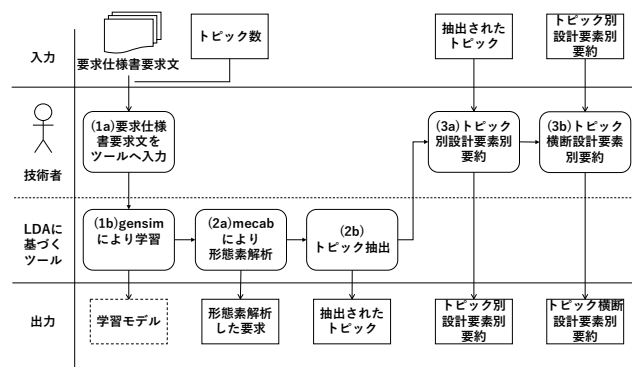 入力
要求仕様書要求文
トピック数
抽出された
トピック
トピック別
設計要素別
要約
技術者
(1a)要求仕様
書要求文を
ツールへ入力
(3a)トピック
別設計要素別
要約
(3b)トピック
横断設計要素
別要約
LDAに
基づく
ツール
(1b)gensim
により学習
(2a)mecab
により
形態素解析
(2b)
トピック抽出
出力
学習モデル
形態素解析
した要求
抽出された
トピック
トピック別
設計要素別
要約
トピック横断
設計要素別
要約